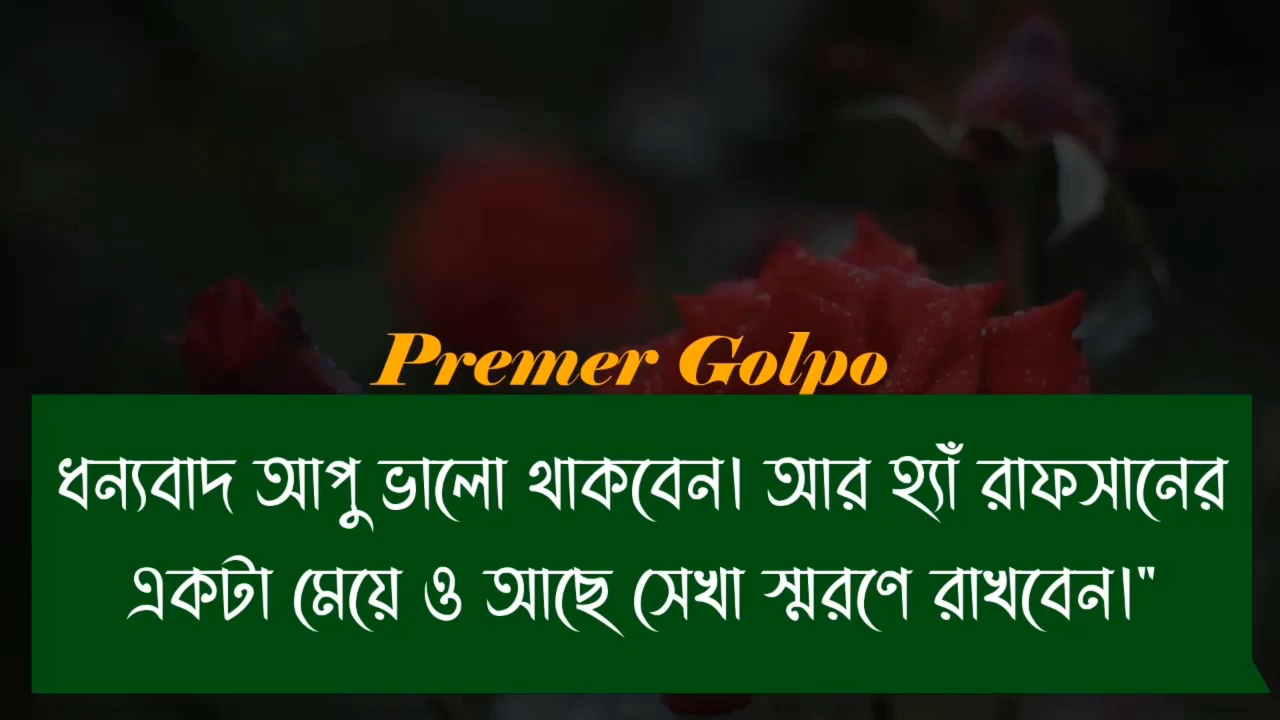 Premer Golpo
ধন্যবাদ আপু ভালো থাকবেন। আর হ্যাঁ রাফসানের
একটা মেয়ে ও আছে সেখা স্মরণে রাখবেন।"